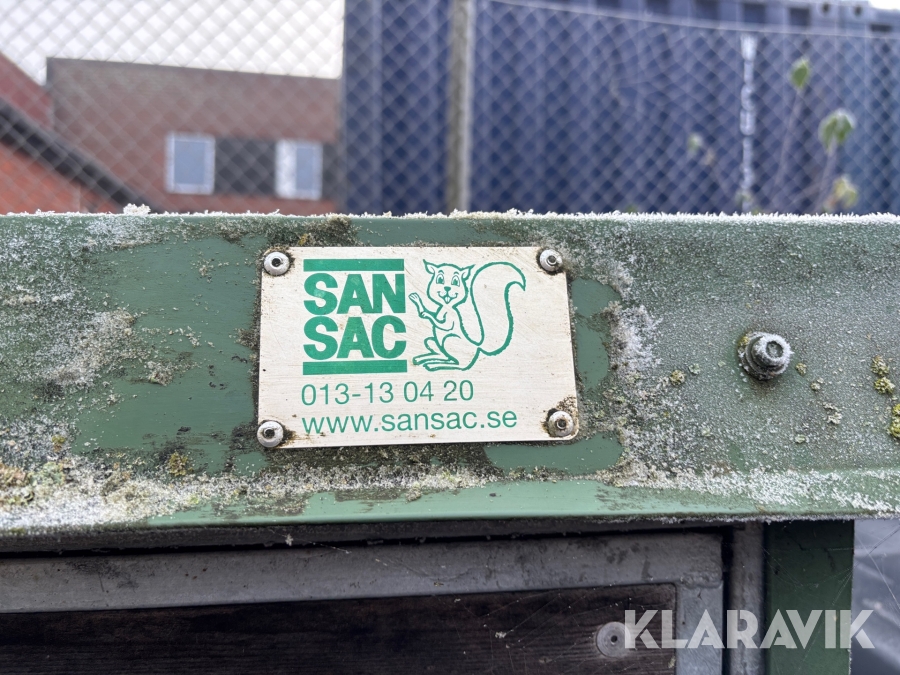 SAN
SAC
013-13 04 20
www.sansac.se
KLARAVIK